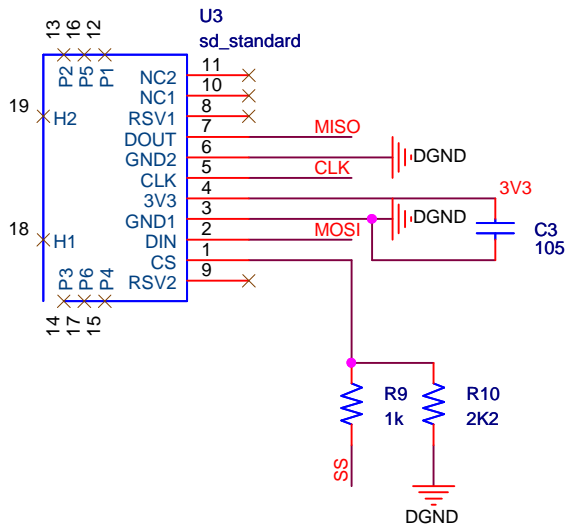 U3
sd_standard
13 16 12
P2 P5 P1
11
NC2
10
NC1
8
RSV1
7
DOUT
MISO
6
GND2
DGND
5
CLK
CLK
4
3V3
3V3
3
GND1
DGND
2
DIN
MOSI
1
CS
9
RSV2
19
H2
18
H1
C3
105
P3 P6 P4
14 17 15
R9
1k
R10
2K2
SS
DGND